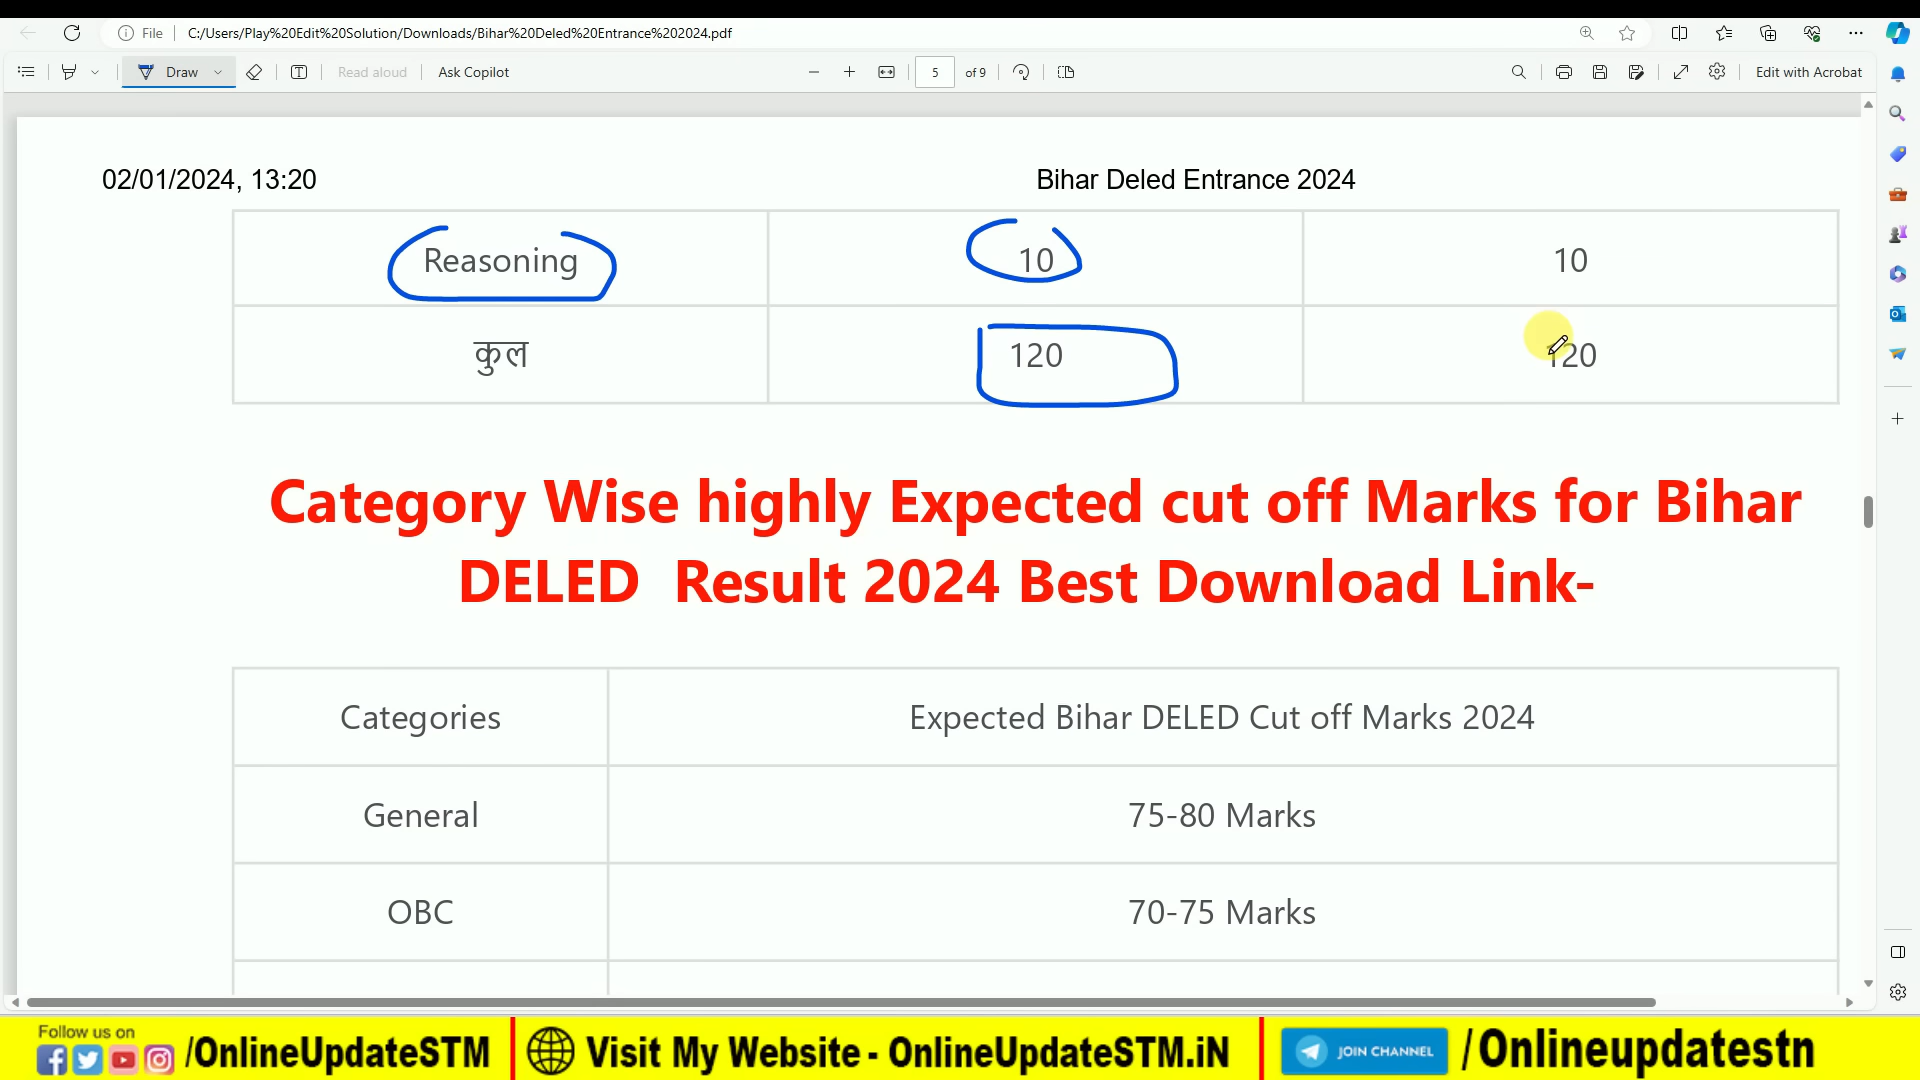 File
C:/Users/Play%20Edit%20Solution/Downloads/Bihar%20Deled%20Entrance%202024.pdf
Draw
Read aloud
Ask Copilot
5
of 9
Edit with Acrobat
02/01/2024, 13:20
Bihar Deled Entrance 2024
Reasoning 10 10
कुल 120 120
Category Wise highly Expected cut off Marks for Bihar
DELED Result 2024 Best Download Link-
Categories Expected Bihar DELED Cut off Marks 2024
General 75-80 Marks
OBC 70-75 Marks
Follow us on
/OnlineUpdateSTM
Visit My Website - OnlineUpdateSTM.iN
JOIN CHANNEL
/Onlineupdatestn